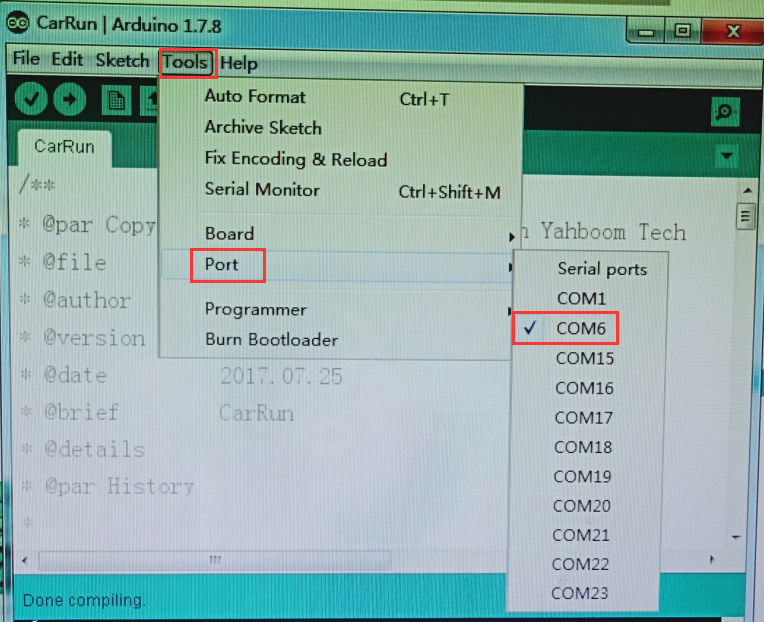 CarRun | Arduino 1.7.8
File Edit Sketch Tools Help
Auto Format Ctrl+T
Archive Sketch
Fix Encoding & Reload
Serial Monitor Ctrl+Shift+M
Board
Port
Programmer
Burn Bootloader
Serial ports
COM1
COM6
COM15
COM16
COM17
COM18
COM19
COM20
COM21
COM22
COM23
CarRun
/**
* @par Copy n Yahboom Tech
* @file
* @author
* @version
* @date 2017.07.25
* @brief CarRun
* @details
* @par History
*
Done compiling.